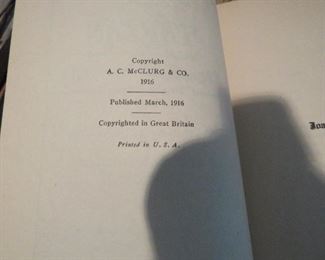 Copyright
A. C. McCLURG & CO.
1916
Published March, 1916
Copyrighted in Great Britain
Printed in U. S. A.